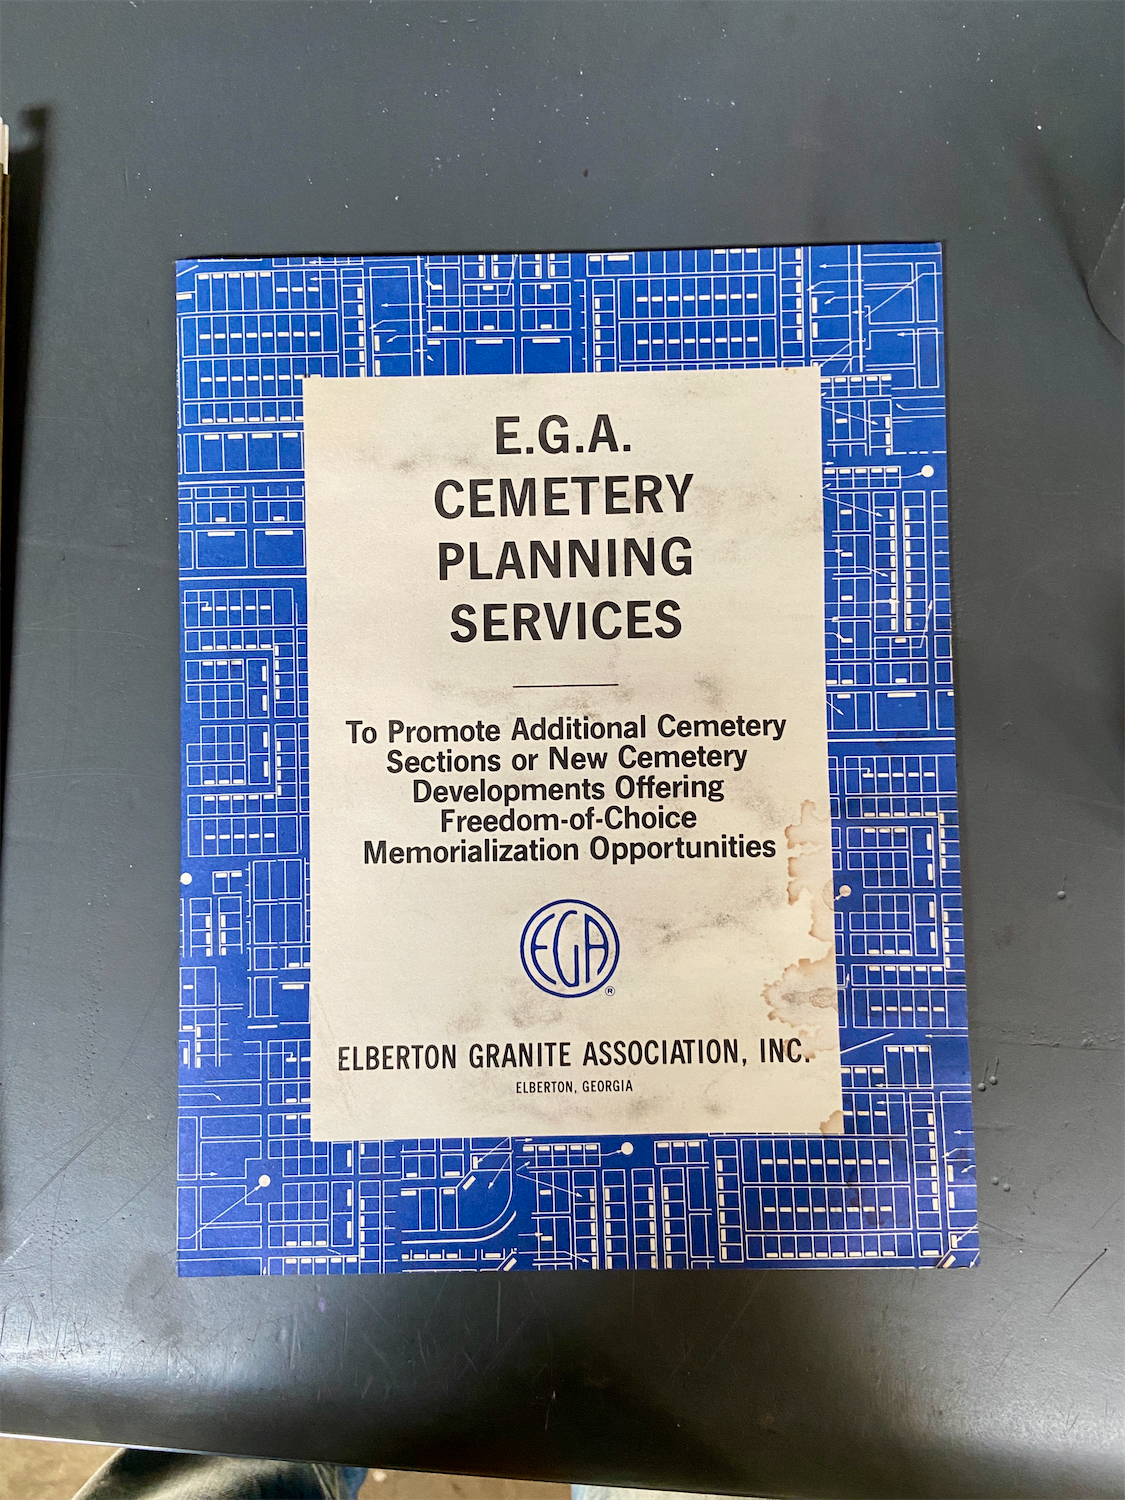 E.G.A.
CEMETERY
PLANNING
SERVICES
To Promote Additional Cemetery
Sections or New Cemetery
Developments Offering
Freedom-of-Choice
Memorialization Opportunities
EGA
®
ELBERTON GRANITE ASSOCIATION, INC.
ELBERTON, GEORGIA